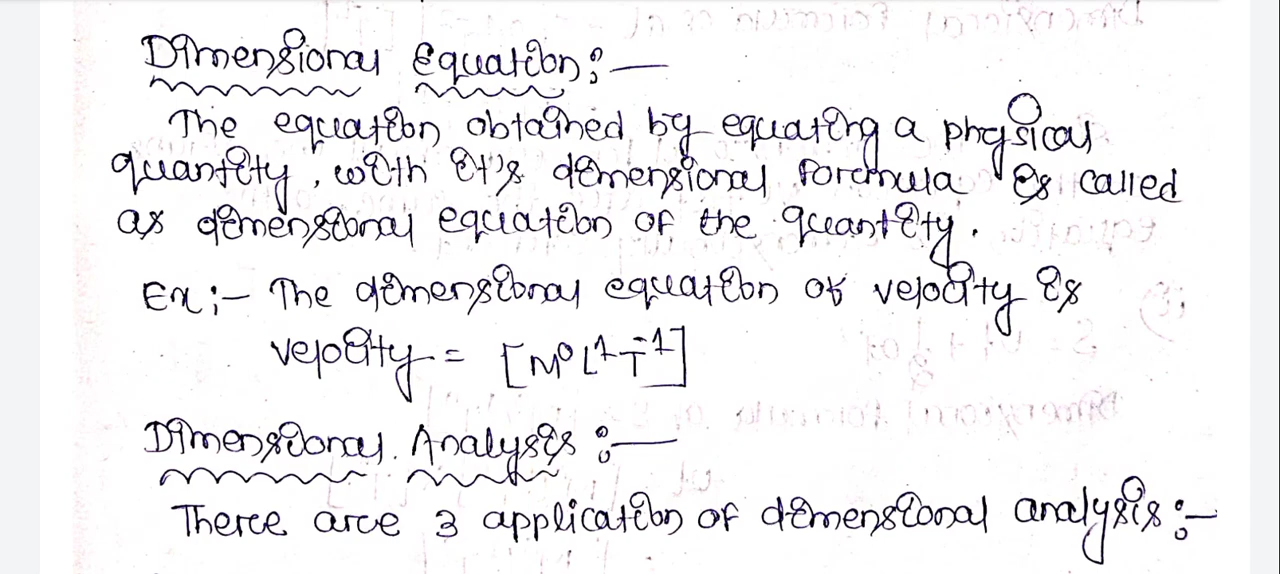 Dimensional Equation :—
The equation obtained by equating a physical
quantity, with it's dimensional formula is called
as dimensional equation of the quantity.
Ex:- The dimensional equation of velocity is
velocity = [M⁰ L¹ T⁻¹]
Dimensional Analysis :—
There are 3 application of dimensional analysis :-